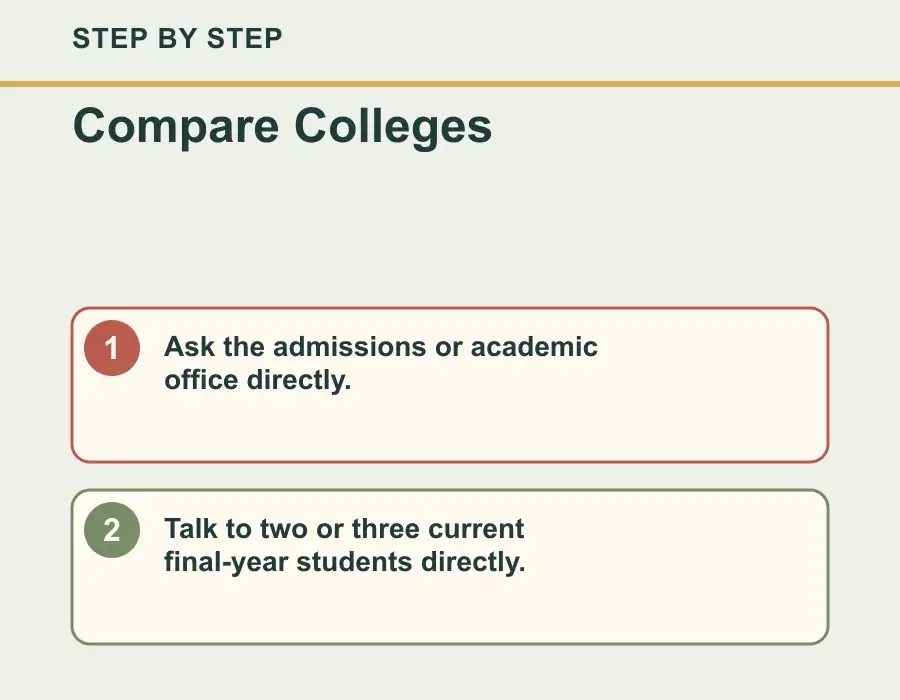 STEP BY STEP
Compare Colleges
1
Ask the admissions or academic
office directly.
2
Talk to two or three current
final-year students directly.